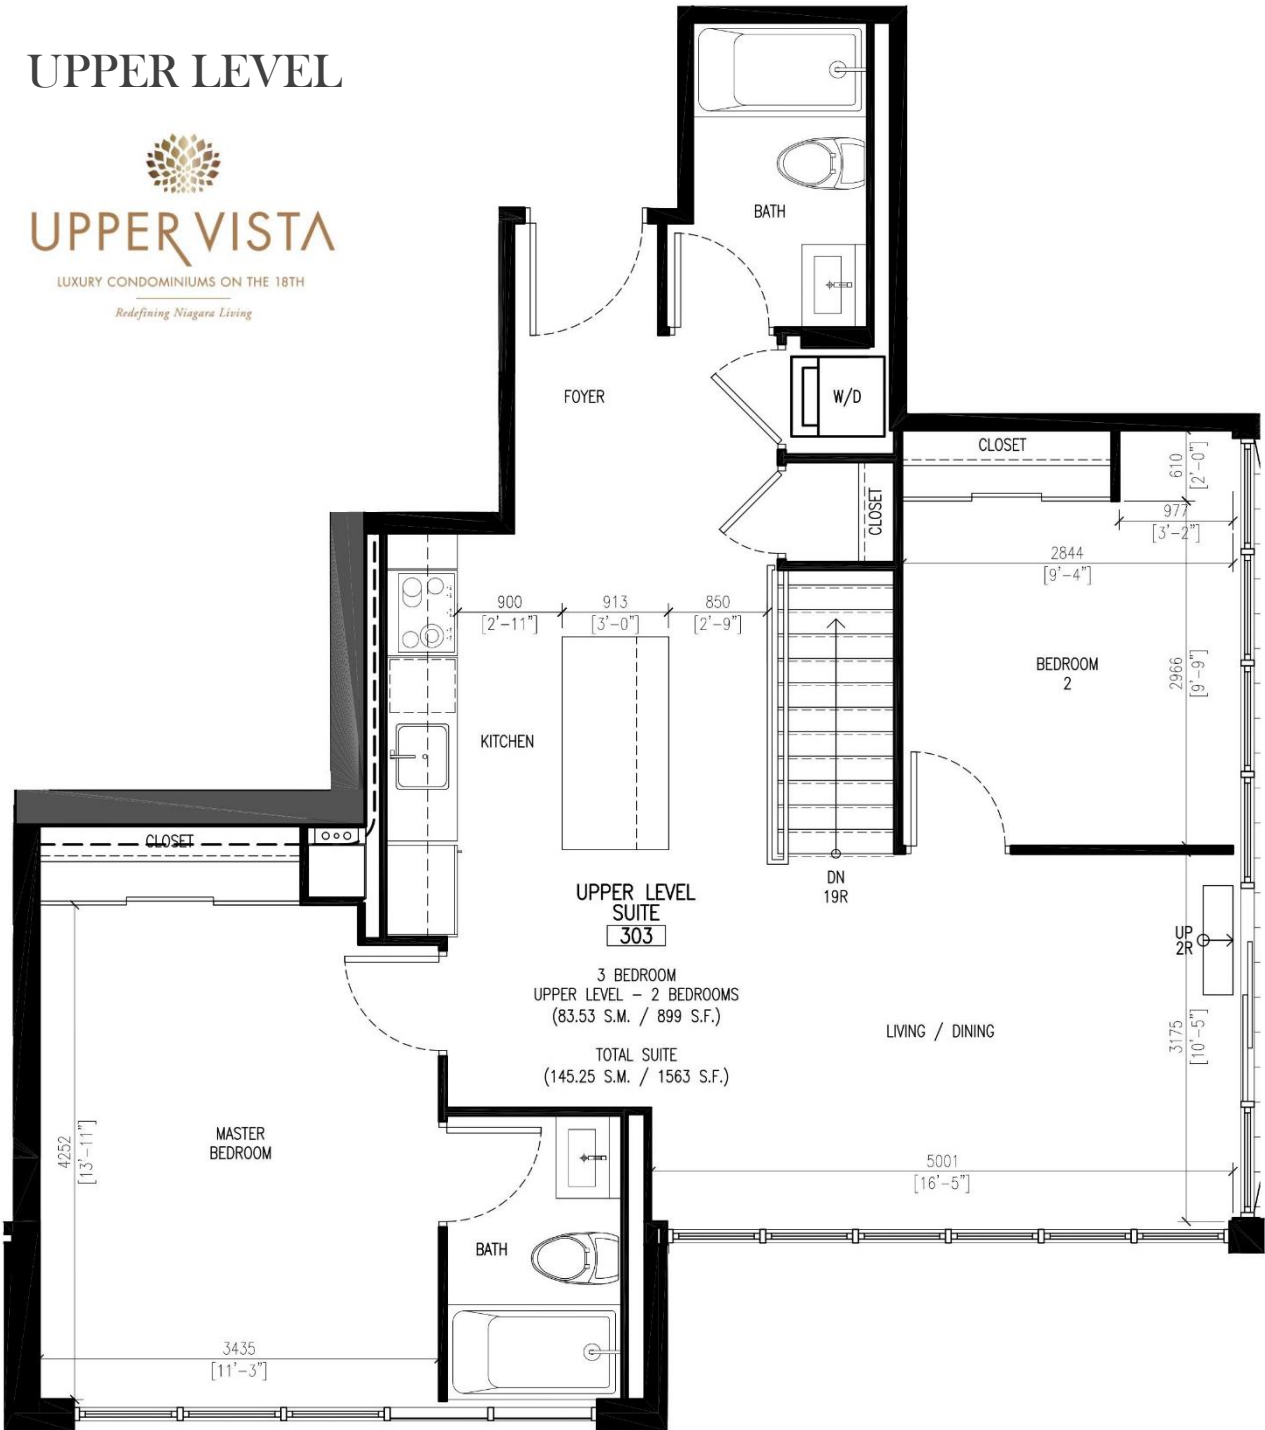 UPPER LEVEL
UPPER VISTA
LUXURY CONDOMINIUMS ON THE 18TH
Redefining Niagara Living
BATH
FOYER
W/D
CLOSET
CLOSET
610
[2'-0"]
977
[3'-2"]
2844
[9'-4"]
900
[2'-11"]
913
[3'-0"]
850
[2'-9"]
BEDROOM
2
2966
[9'-9"]
KITCHEN
CLOSET
DN
19R
UPPER LEVEL
SUITE
303
3 BEDROOM
UPPER LEVEL - 2 BEDROOMS
(83.53 S.M. / 899 S.F.)
TOTAL SUITE
(145.25 S.M. / 1563 S.F.)
UP
2R
LIVING / DINING
3175
[10'-5"]
MASTER
BEDROOM
4252
[13'-11"]
5001
[16'-5"]
BATH
3435
[11'-3"]